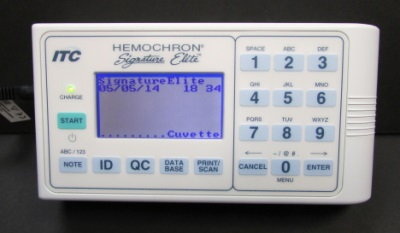 ITC
HEMOCHRON®
Signature Elite
CHARGE
START
ABC / 123
SignatureElite
05/05/14 18 34
.........Cuvette
NOTE
ID
QC
DATA BASE
PRINT/ SCAN
SPACE ABC DEF
1 2 3
GHI JKL MNO
4 5 6
PQRS TUV WXYZ
7 8 9
← - / @ #. →
CANCEL 0 ENTER
MENU